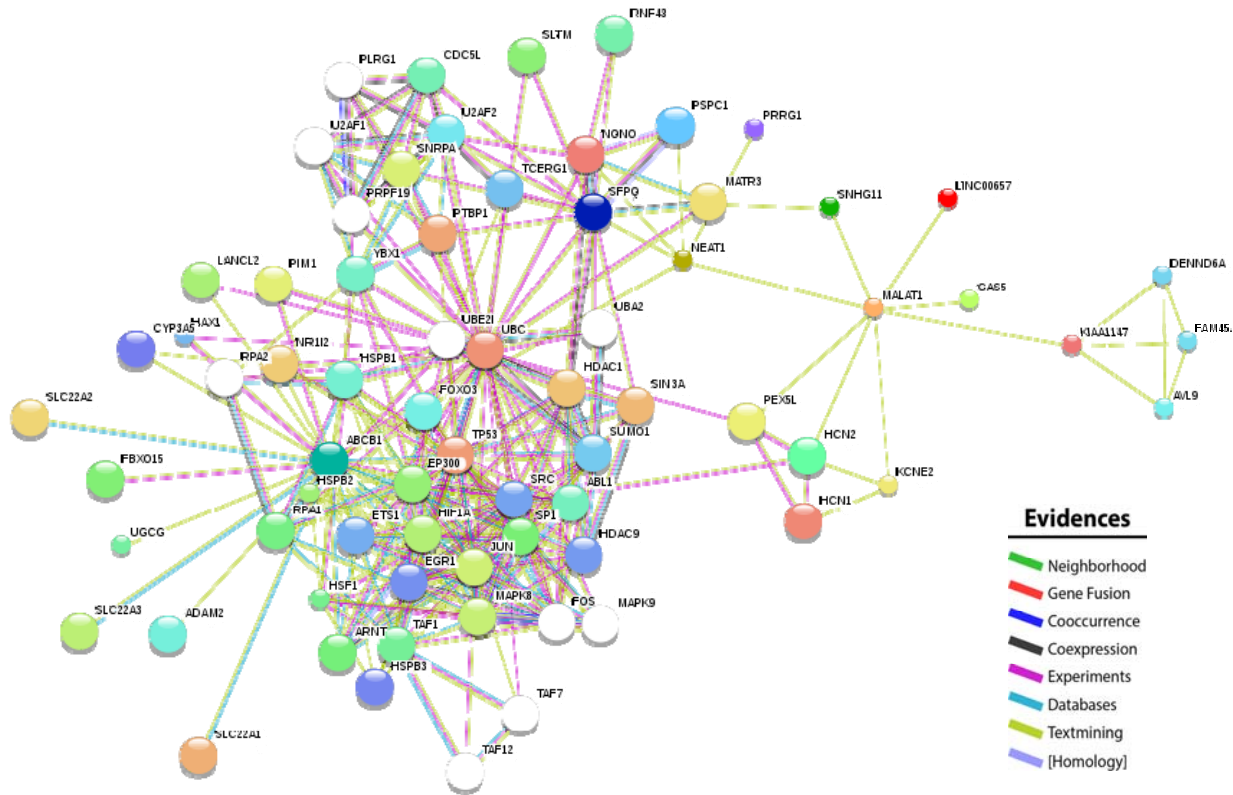 RNF43
SLTM
PLRG1
CDC5L
PSPC1
U2AF2
U2AF1
NONO
PRRG1
SNRPA
TCERG1
SFPQ
MATR3
PRPF19
SNHG11
LINC00657
PTBP1
YBX1
NEAT1
LANCL2
PIM1
DENND6A
MALAT1
GAS5
UBA2
UBE2I
UBC
HAX1
CYP3A5
NR1I2
KIAA1147
FAM45.
RPA2
HSPB1
HDAC1
SIN3A
FOXO3
PEX5L
AVL9
SLC22A2
SUMO1
HCN2
ABCB1
TP53
FBXO15
EP300
KCNE2
HSPB2
SRC
ABL1
HCN1
RPA1
ETS1
HIF1A
SP1
Evidences
UGCG
HDAC9
JUN
EGR1
Neighborhood
HSF1
Gene Fusion
MAPK8
FOS
MAPK9
Cooccurrence
SLC22A3
ADAM2
ARNT
TAF1
Coexpression
HSPB3
Experiments
TAF7
Databases
SLC22A1
Textmining
TAF12
[Homology]